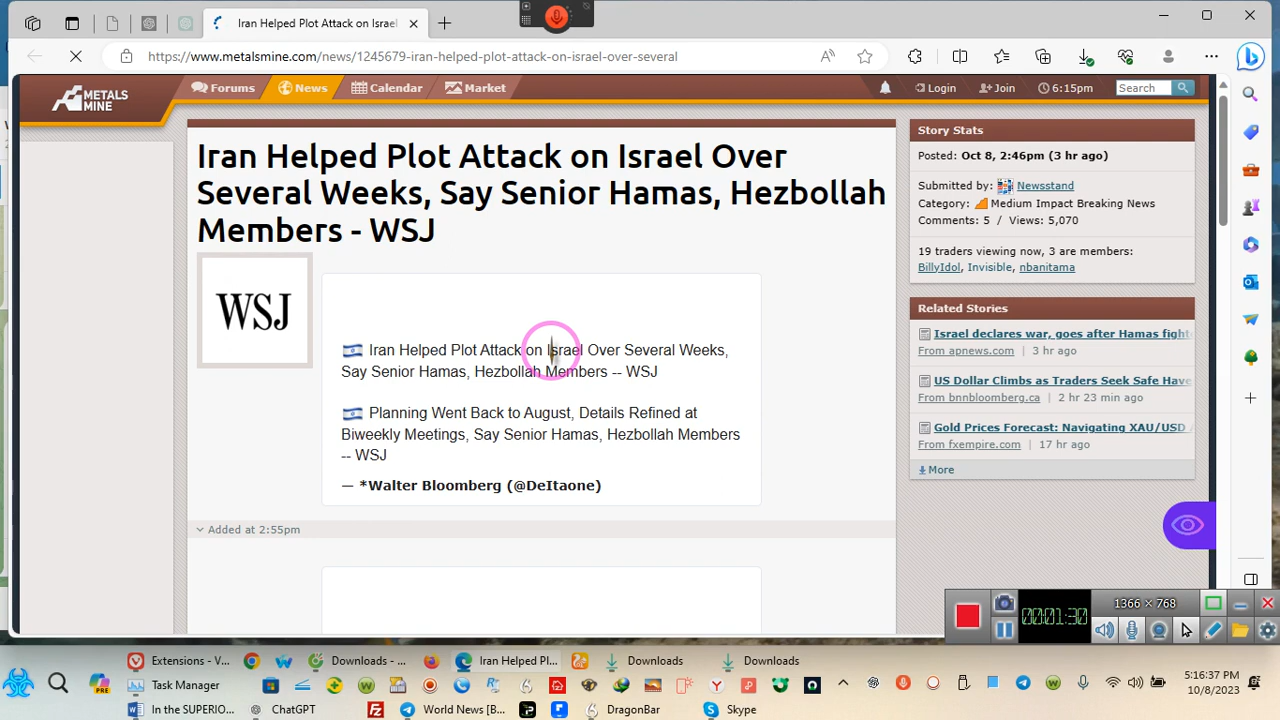 Iran Helped Plot Attack on Israel
https://www.metalsmine.com/news/1245679-iran-helped-plot-attack-on-israel-over-several
METALS
MINE
Forums
News
Calendar
Market
Login
Join
6:15pm
Search
Iran Helped Plot Attack on Israel Over
Several Weeks, Say Senior Hamas, Hezbollah
Members - WSJ
WSJ
🇮🇱 Iran Helped Plot Attack on Israel Over Several Weeks,
Say Senior Hamas, Hezbollah Members -- WSJ
🇮🇱 Planning Went Back to August, Details Refined at
Biweekly Meetings, Say Senior Hamas, Hezbollah Members
-- WSJ
— *Walter Bloomberg (@DeItaone)
Added at 2:55pm
Story Stats
Posted: Oct 8, 2:46pm (3 hr ago)
Submitted by: Newsstand
Category: Medium Impact Breaking News
Comments: 5 / Views: 5,070
19 traders viewing now, 3 are members:
BillyIdol, Invisible, nbanitama
Related Stories
Israel declares war, goes after Hamas fight
From apnews.com | 3 hr ago
US Dollar Climbs as Traders Seek Safe Have
From bnnbloomberg.ca | 2 hr 23 min ago
Gold Prices Forecast: Navigating XAU/USD
From fxempire.com | 17 hr ago
More
1366 × 768
00:01:30
Extensions - V...
Downloads - ...
Iran Helped Pl...
Downloads
Downloads
PRE
Task Manager
5:16:37 PM
10/8/2023
In the SUPERIO...
ChatGPT
World News [B...
DragonBar
Skype